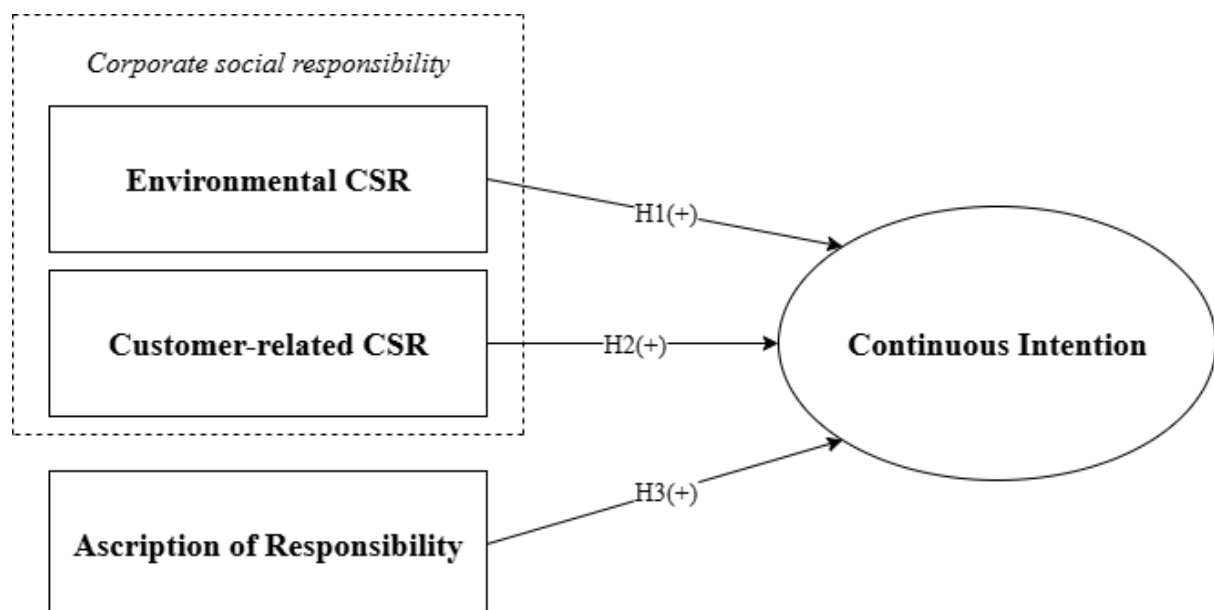 Corporate social responsibility
Environmental CSR
H1(+)
Customer-related CSR
H2(+)
Continuous Intention
H3(+)
Ascription of Responsibility